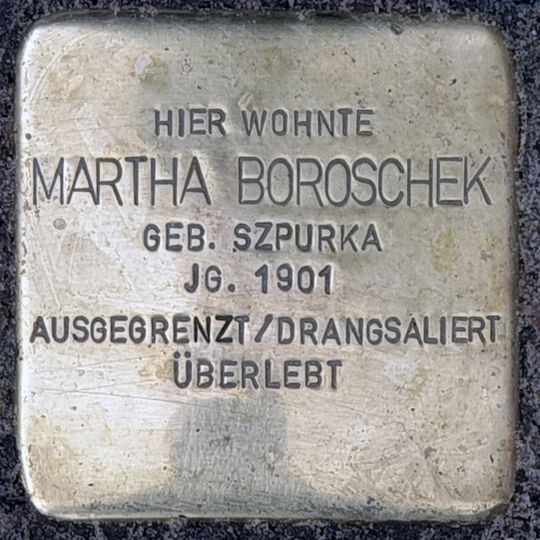 HIER WOHNTE
MARTHA BOROSCHEK
GEB. SZPURKA
JG. 1901
AUSGEGRENZT/DRANGSALIERT
ÜBERLEBT